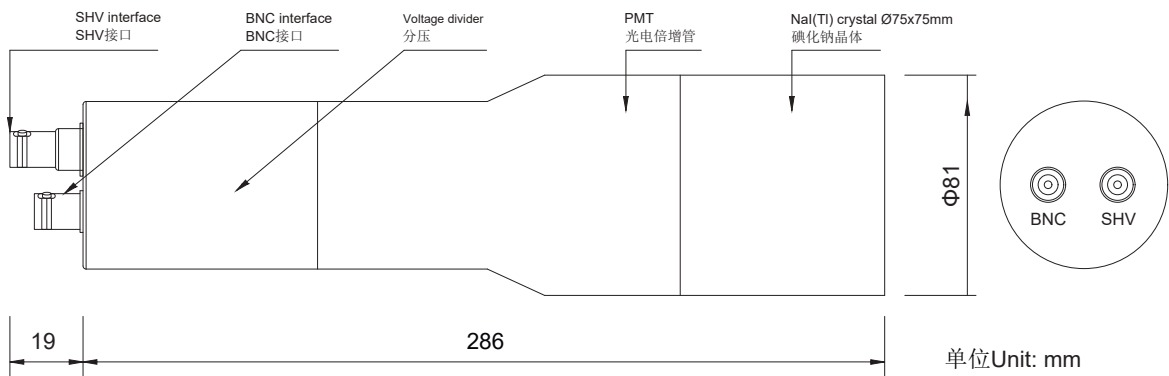 SHV interface
SHV接口
BNC interface
BNC接口
Voltage divider
分压
PMT
光电倍增管
NaI(Tl) crystal Ø75x75mm
碘化钠晶体
Φ81
BNC
SHV
19
286
单位Unit: mm